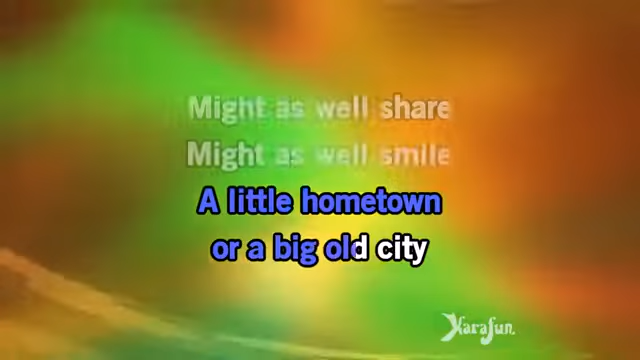 Might as well share
Might as well smile
A little hometown
or a big old city
KaraFun